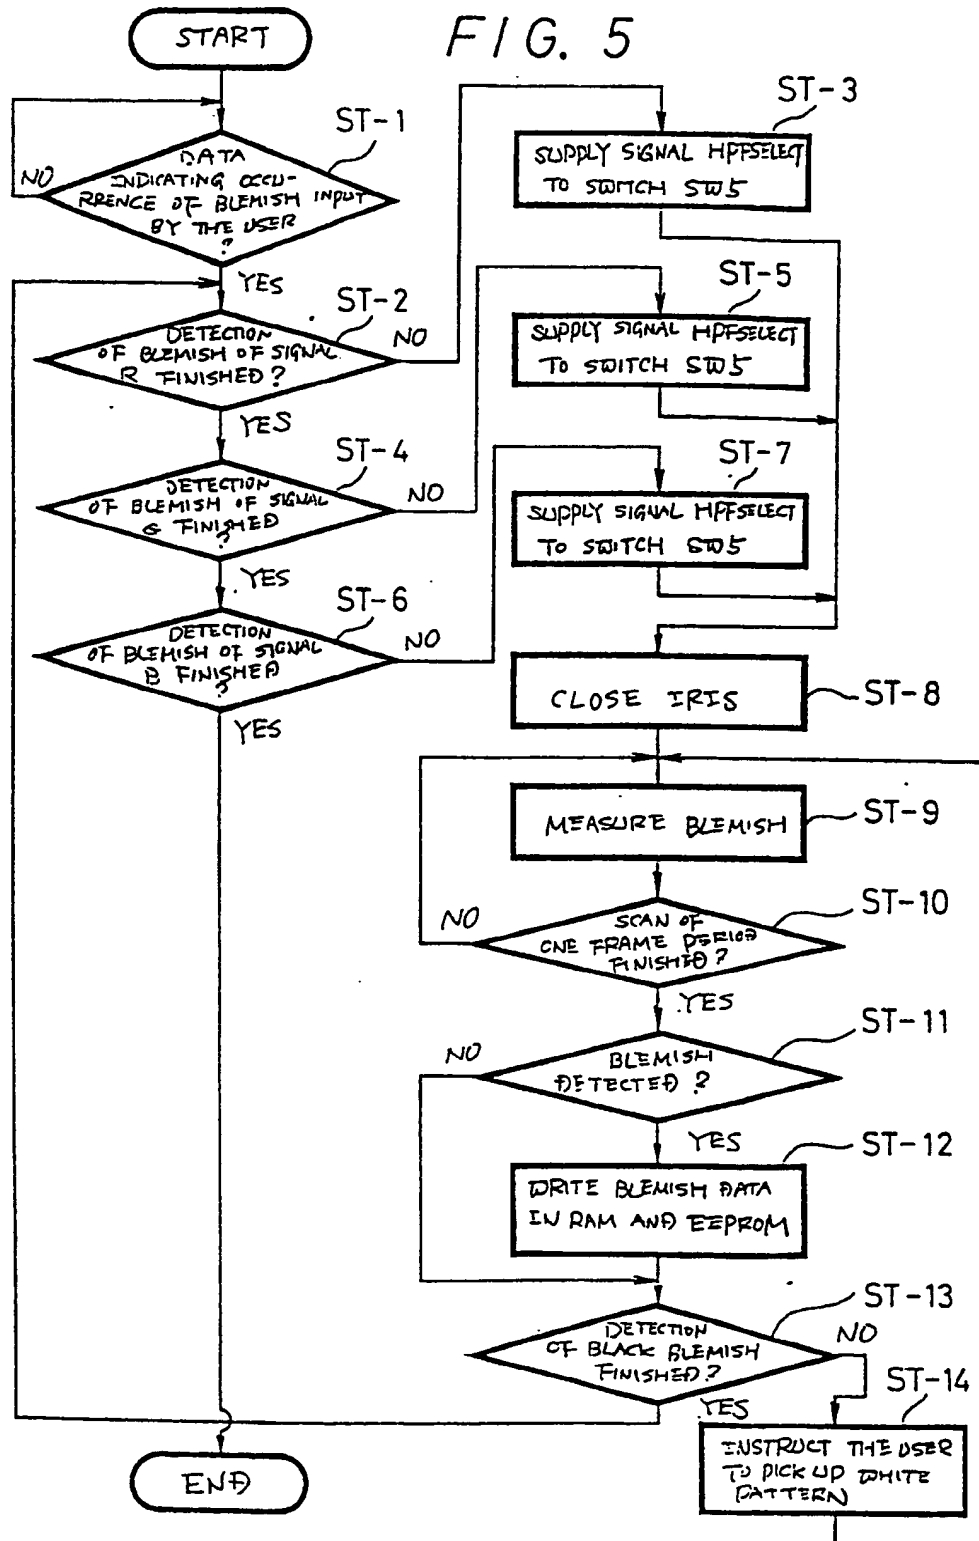 FIG. 5
START
ST-1
DATA
INDICATING OCCU-
RRENCE OF BLEMISH INPUT
BY THE USER
?
NO
YES
ST-2
DETECTION
OF BLEMISH OF SIGNAL
R FINISHED?
NO
YES
ST-3
SUPPLY SIGNAL HPFSELECT
TO SWITCH SW5
ST-4
DETECTION
OF BLEMISH OF SIGNAL
G FINISHED
?
NO
YES
ST-5
SUPPLY SIGNAL HPFSELECT
TO SWITCH SW5
ST-6
DETECTION
OF BLEMISH OF SIGNAL
B FINISHED
?
NO
YES
ST-7
SUPPLY SIGNAL HPFSELECT
TO SWITCH SW5
CLOSE IRIS
ST-8
MEASURE BLEMISH
ST-9
ST-10
SCAN OF
ONE FRAME PERIOD
FINISHED?
NO
YES
ST-11
BLEMISH
DETECTED?
NO
YES
ST-12
WRITE BLEMISH DATA
IN RAM AND EEPROM
ST-13
DETECTION
OF BLACK BLEMISH
FINISHED?
NO
YES
ST-14
INSTRUCT THE USER
TO PICK UP WHITE
PATTERN
END